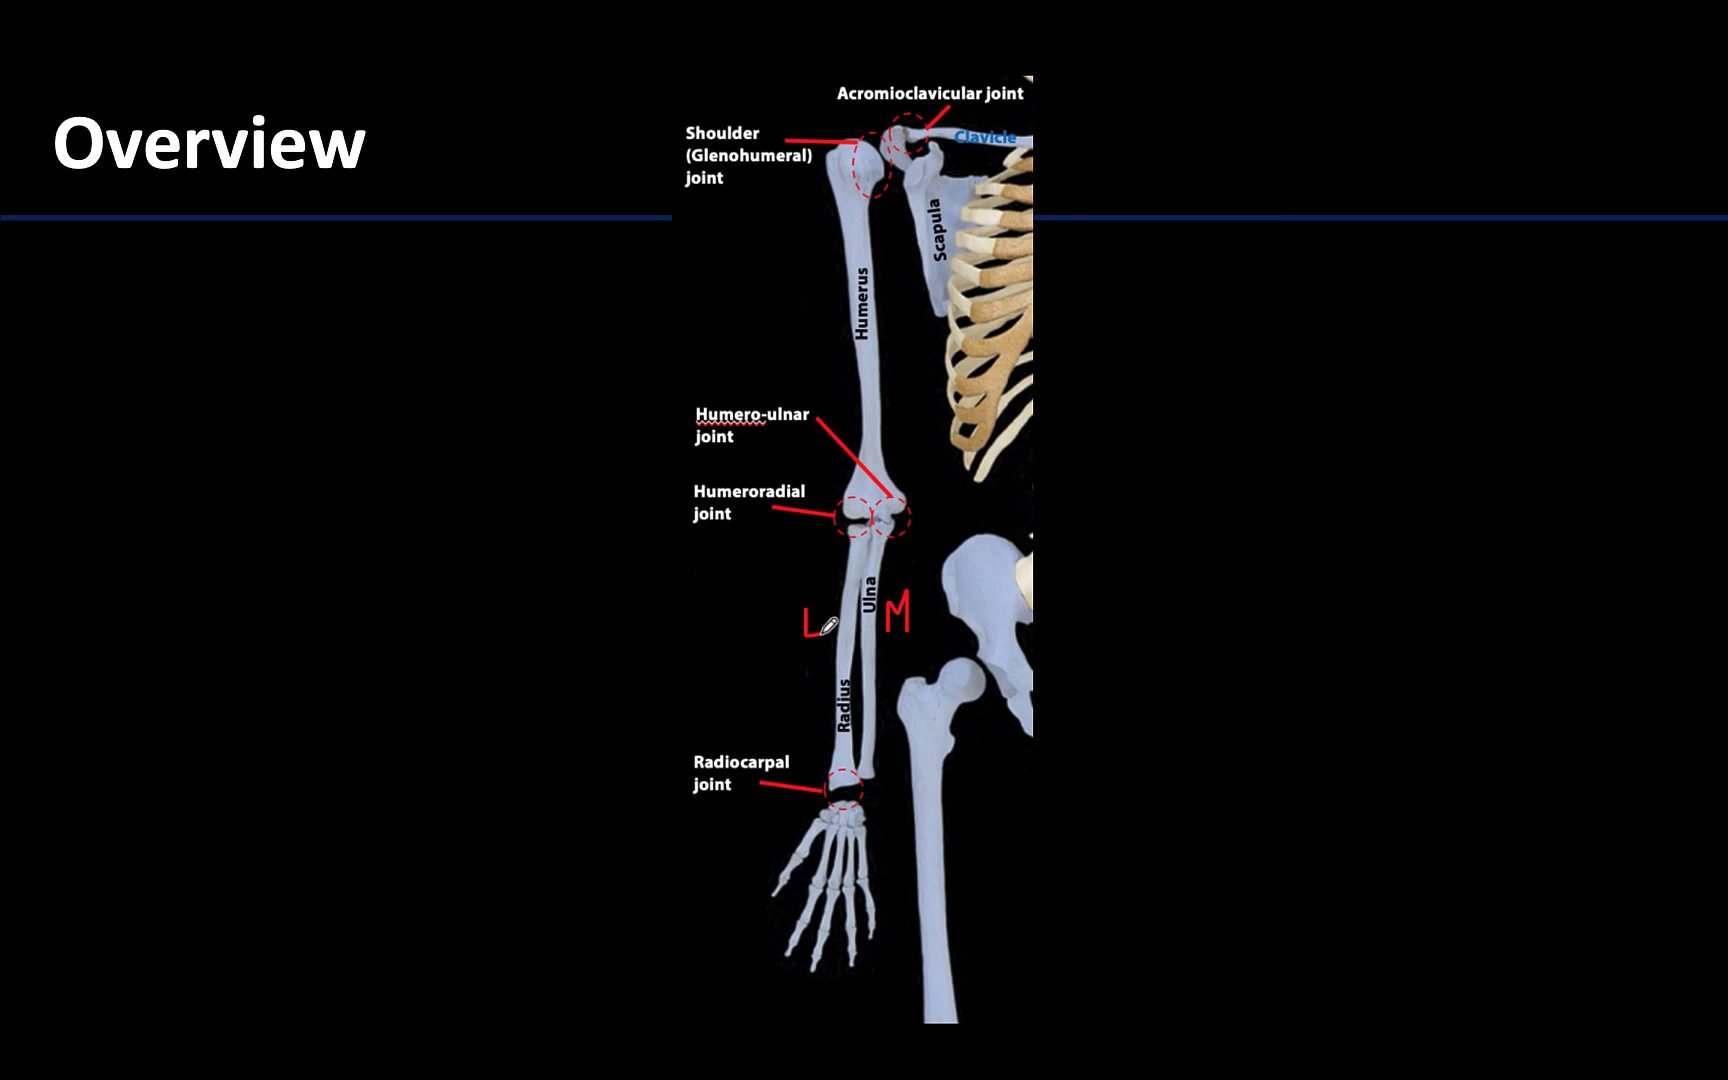 Overview
Acromioclavicular joint
Clavicle
Shoulder
(Glenohumeral)
joint
Scapula
Humerus
Humero-ulnar
joint
Humeroradial
joint
Ulna
L
M
Radius
Radiocarpal
joint